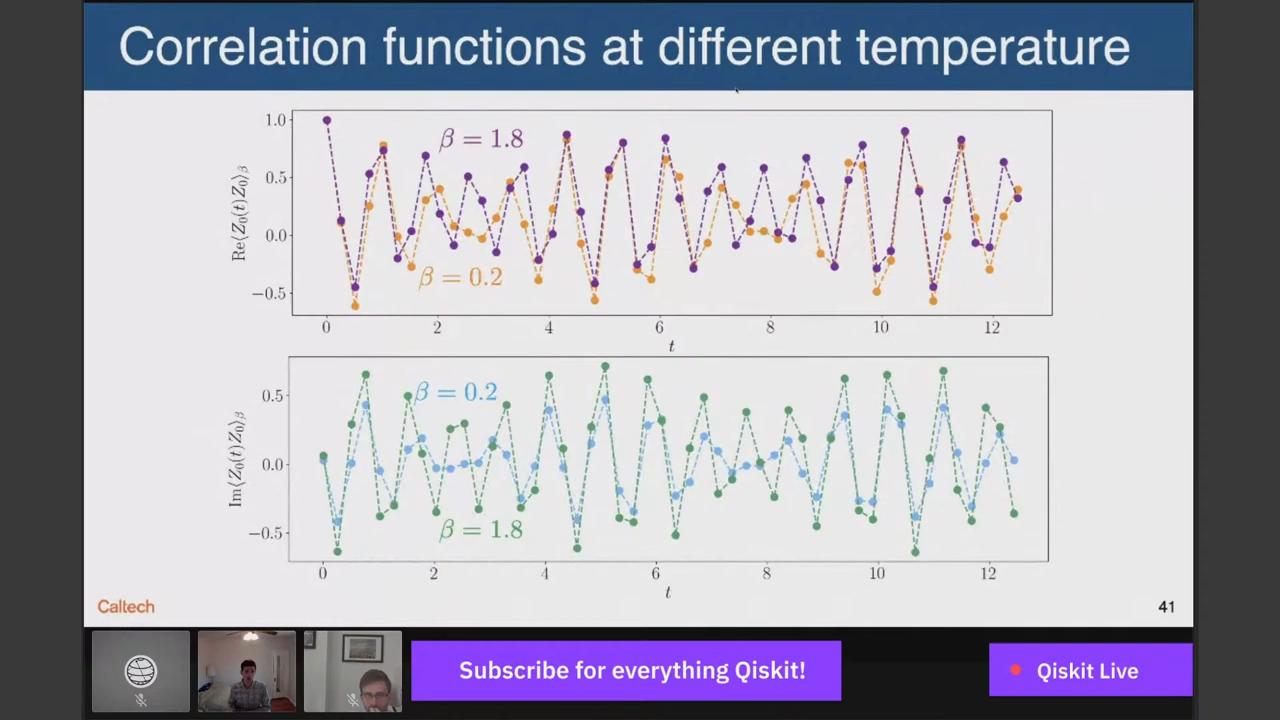 Correlation functions at different temperature
Re⟨Z₀(t)Z₀⟩β
1.0
0.5
0.0
−0.5
β = 1.8
β = 0.2
0 2 4 6 8 10 12
t
Im⟨Z₀(t)Z₀⟩β
0.5
0.0
−0.5
β = 0.2
β = 1.8
0 2 4 6 8 10 12
t
Caltech
41
Subscribe for everything Qiskit!
Qiskit Live